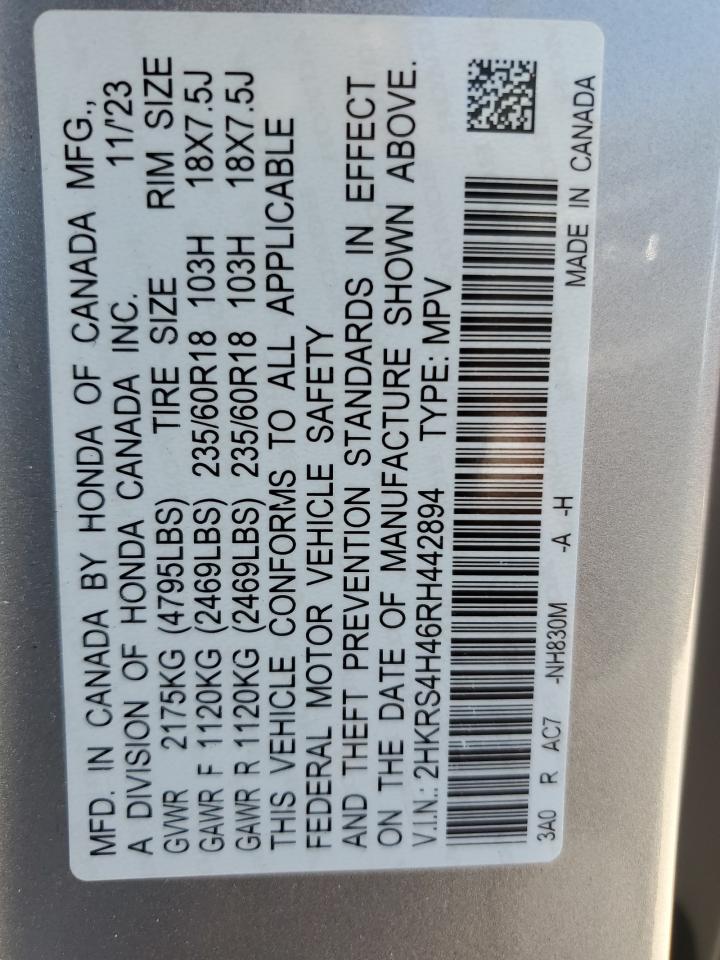 MFD. IN CANADA BY HONDA OF CANADA MFG.,
A DIVISION OF HONDA CANADA INC. 11/'23
GVWR 2175KG (4795LBS) TIRE SIZE RIM SIZE
GAWR F 1120KG (2469LBS) 235/60R18 103H 18X7.5J
GAWR R 1120KG (2469LBS) 235/60R18 103H 18X7.5J
THIS VEHICLE CONFORMS TO ALL APPLICABLE
FEDERAL MOTOR VEHICLE SAFETY
AND THEFT PREVENTION STANDARDS IN EFFECT
ON THE DATE OF MANUFACTURE SHOWN ABOVE.
V.I.N.: 2HKRS4H46RH442894 TYPE: MPV
3A0 R AC7 -NH830M -A -H
MADE IN CANADA